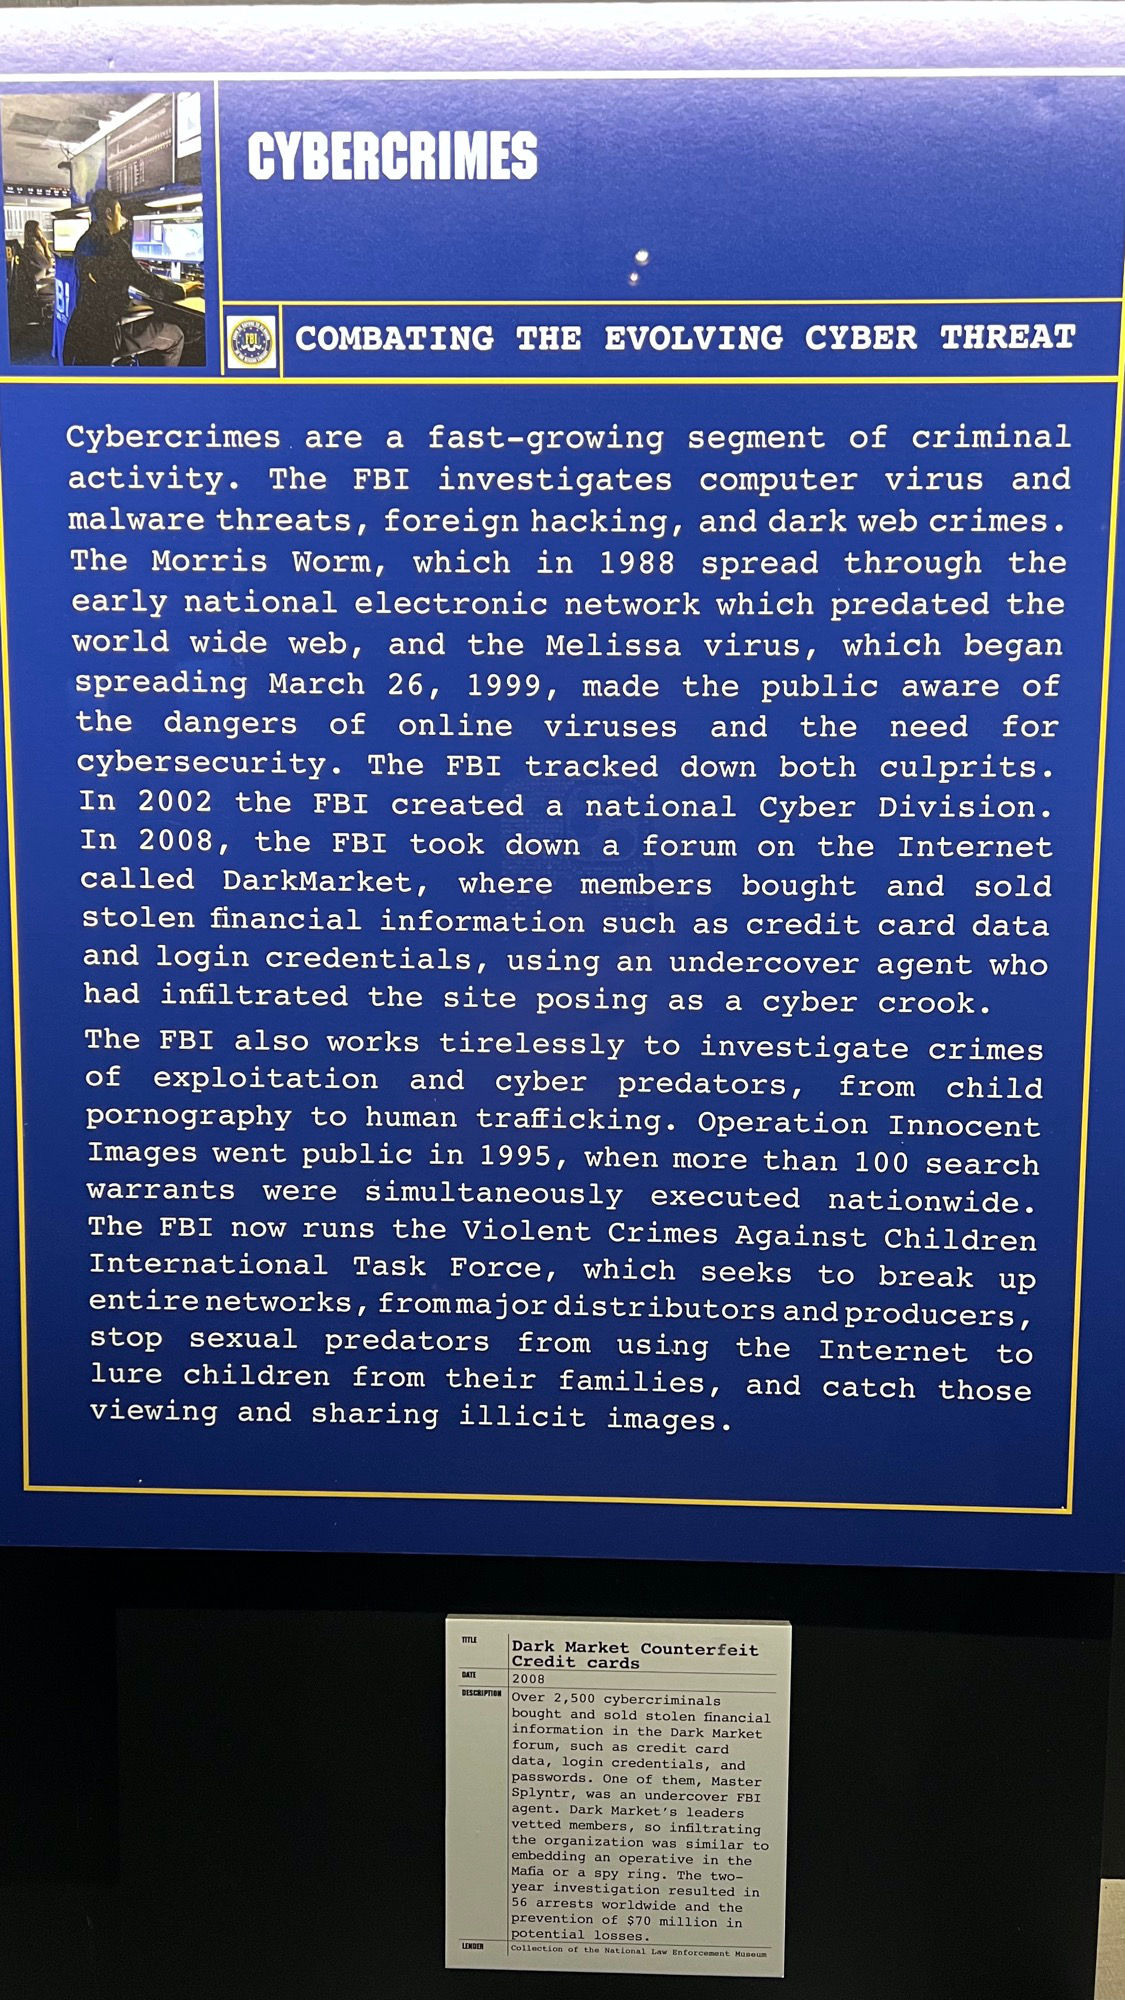 CYBERCRIMES
FBI
COMBATING THE EVOLVING CYBER THREAT
Cybercrimes are a fast-growing segment of criminal
activity. The FBI investigates computer virus and
malware threats, foreign hacking, and dark web crimes.
The Morris Worm, which in 1988 spread through the
early national electronic network which predated the
world wide web, and the Melissa virus, which began
spreading March 26, 1999, made the public aware of
the dangers of online viruses and the need for
cybersecurity. The FBI tracked down both culprits.
In 2002 the FBI created a national Cyber Division.
In 2008, the FBI took down a forum on the Internet
called DarkMarket, where members bought and sold
stolen financial information such as credit card data
and login credentials, using an undercover agent who
had infiltrated the site posing as a cyber crook.
The FBI also works tirelessly to investigate crimes
of exploitation and cyber predators, from child
pornography to human trafficking. Operation Innocent
Images went public in 1995, when more than 100 search
warrants were simultaneously executed nationwide.
The FBI now runs the Violent Crimes Against Children
International Task Force, which seeks to break up
entire networks, from major distributors and producers,
stop sexual predators from using the Internet to
lure children from their families, and catch those
viewing and sharing illicit images.
TITLE Dark Market Counterfeit
Credit cards
DATE 2008
DESCRIPTION Over 2,500 cybercriminals
bought and sold stolen financial
information in the Dark Market
forum, such as credit card
data, login credentials, and
passwords. One of them, Master
Splyntr, was an undercover FBI
agent. Dark Market's leaders
vetted members, so infiltrating
the organization was similar to
embedding an operative in the
Mafia or a spy ring. The two-
year investigation resulted in
56 arrests worldwide and the
prevention of $70 million in
potential losses.
LENDER Collection of the National Law Enforcement Museum